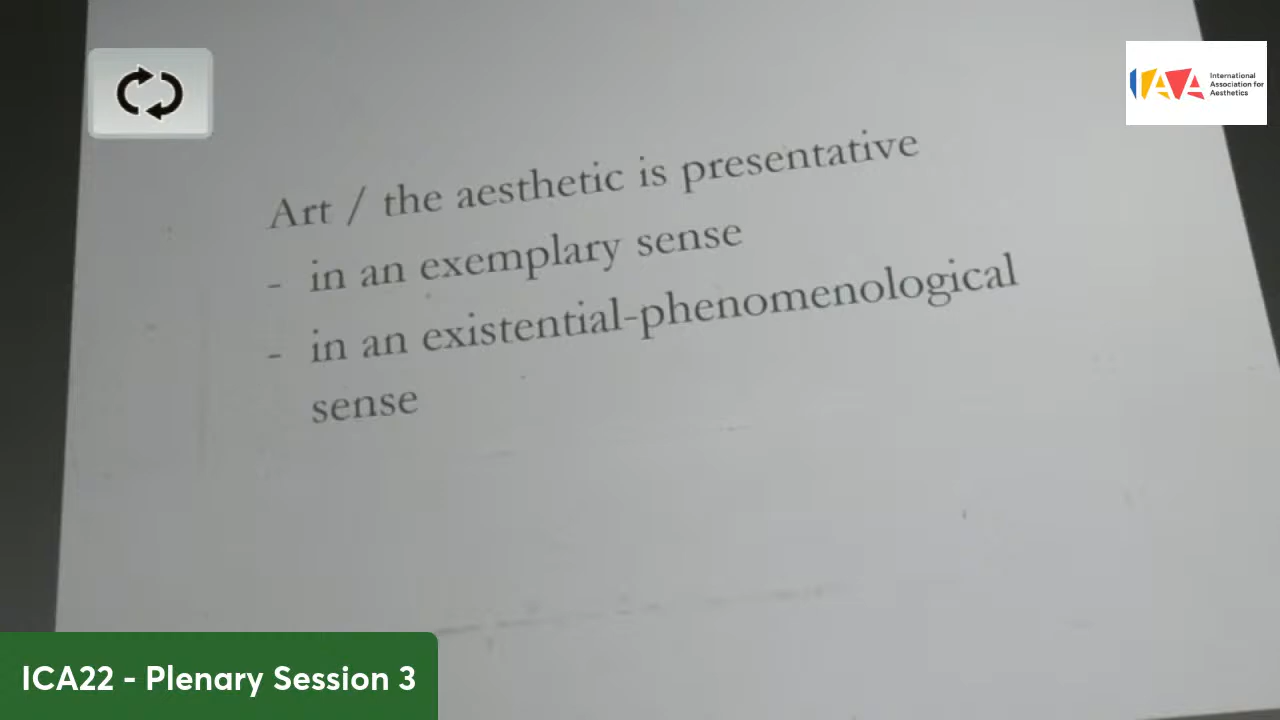 International
Association for
Aesthetics
Art / the aesthetic is presentative
- in an exemplary sense
- in an existential-phenomenological
sense
ICA22 - Plenary Session 3